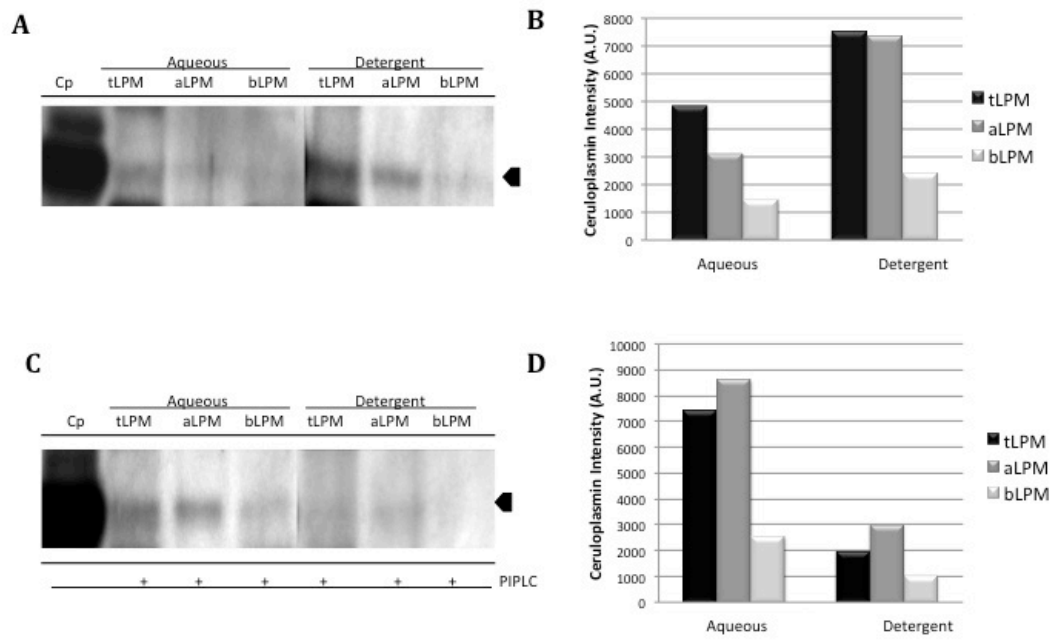 A
Aqueous Detergent
Cp tLPM aLPM bLPM tLPM aLPM bLPM
B
Ceruloplasmin Intensity (A.U.)
8000
7000
6000
5000
4000
3000
2000
1000
0
Aqueous Detergent
tLPM
aLPM
bLPM
C
Aqueous Detergent
Cp tLPM aLPM bLPM tLPM aLPM bLPM
+ + + + + + PIPLC
D
Ceruloplasmin Intensity (A.U.)
10000
9000
8000
7000
6000
5000
4000
3000
2000
1000
0
Aqueous Detergent
tLPM
aLPM
bLPM